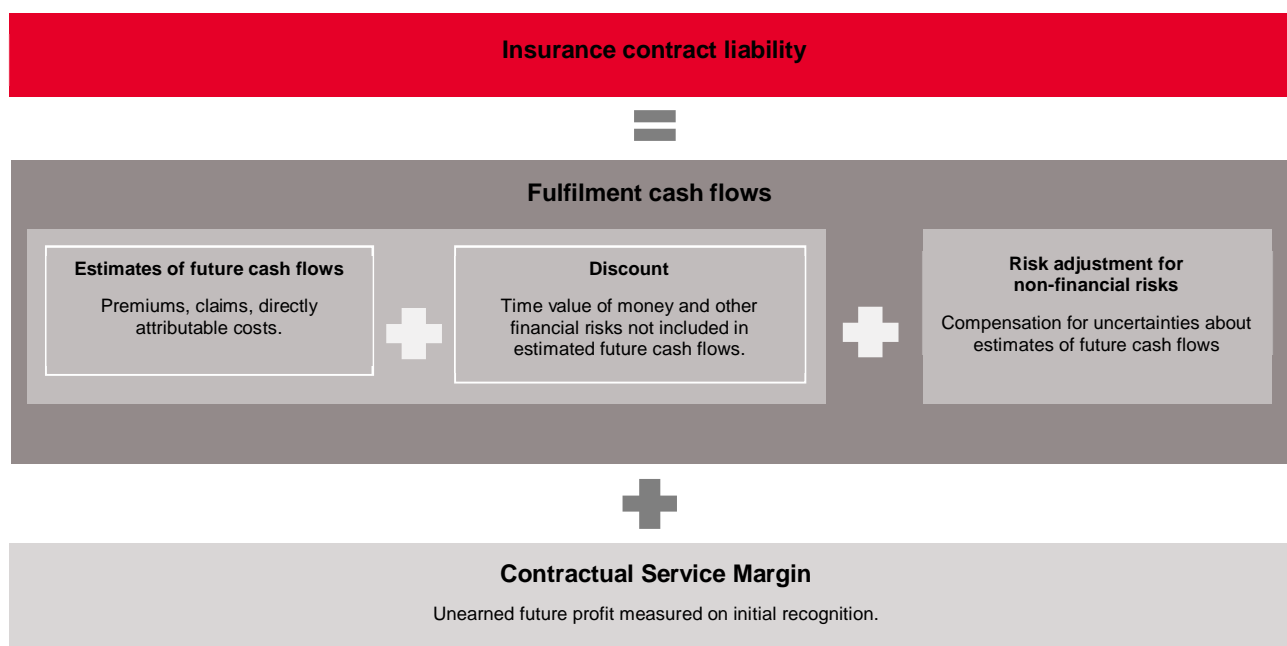 Insurance contract liability
Fulfilment cash flows
Estimates of future cash flows
Premiums, claims, directly
attributable costs.
Discount
Time value of money and other
financial risks not included in
estimated future cash flows.
Risk adjustment for
non-financial risks
Compensation for uncertainties about
estimates of future cash flows
Contractual Service Margin
Unearned future profit measured on initial recognition.